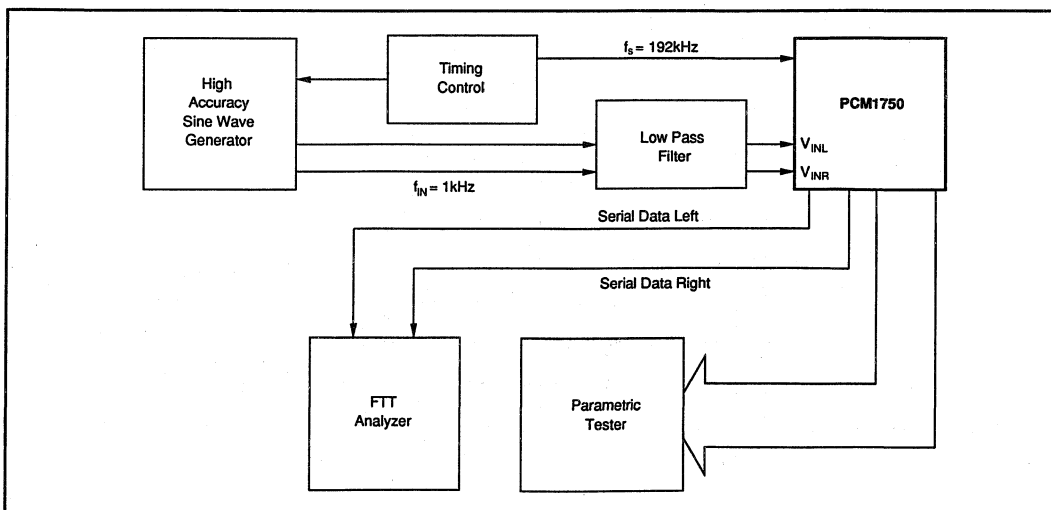 High
Accuracy
Sine Wave
Generator
Timing
Control
fₛ = 192kHz
PCM1750
Low Pass
Filter
V_INL
V_INR
f_IN = 1kHz
Serial Data Left
Serial Data Right
FTT
Analyzer
Parametric
Tester